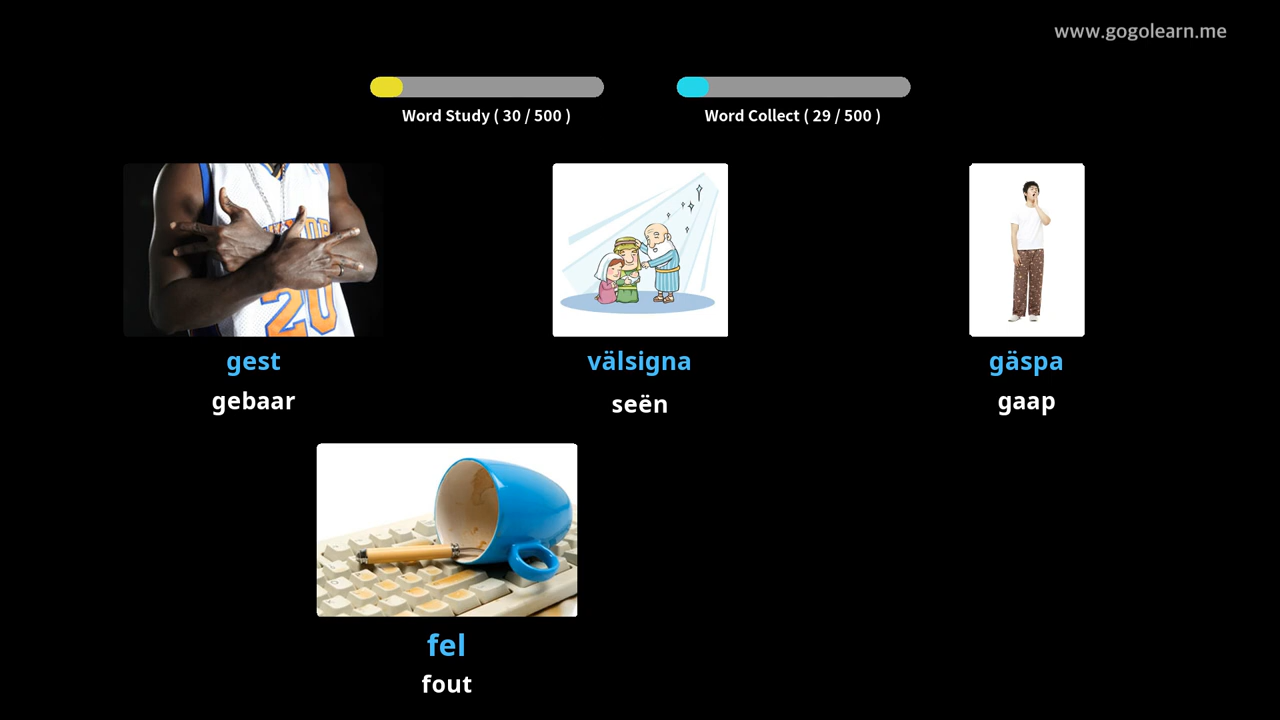 www.gogolearn.me
Word Study ( 30 / 500 )
Word Collect ( 29 / 500 )
20
gest
välsigna
gäspa
gebaar
seën
gaap
fel
fout